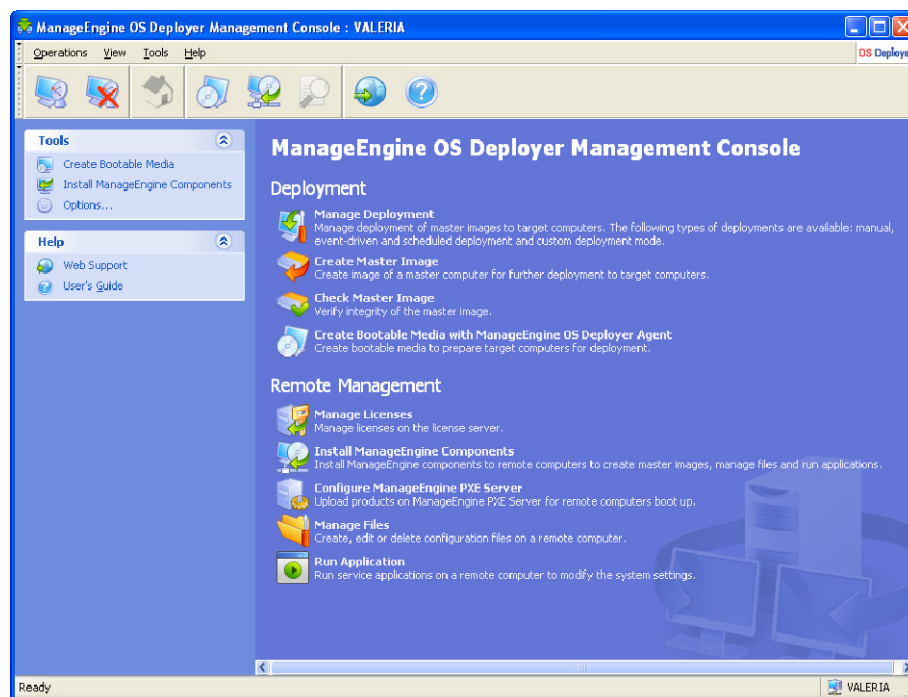 ManageEngine OS Deployer Management Console : VALERIA
Operations View Tools Help
OS Deploye
Tools
Create Bootable Media
Install ManageEngine Components
Options...
Help
Web Support
User's Guide
ManageEngine OS Deployer Management Console
Deployment
Manage Deployment
Manage deployment of master images to target computers. The following types of deployments are available: manual,
event-driven and scheduled deployment and custom deployment mode.
Create Master Image
Create image of a master computer for further deployment to target computers.
Check Master Image
Verify integrity of the master image.
Create Bootable Media with ManageEngine OS Deployer Agent
Create bootable media to prepare target computers for deployment.
Remote Management
Manage Licenses
Manage licenses on the license server.
Install ManageEngine Components
Install ManageEngine components to remote computers to create master images, manage files and run applications.
Configure ManageEngine PXE Server
Upload products on ManageEngine PXE Server for remote computers boot up.
Manage Files
Create, edit or delete configuration files on a remote computer.
Run Application
Run service applications on a remote computer to modify the system settings.
Ready
VALERIA